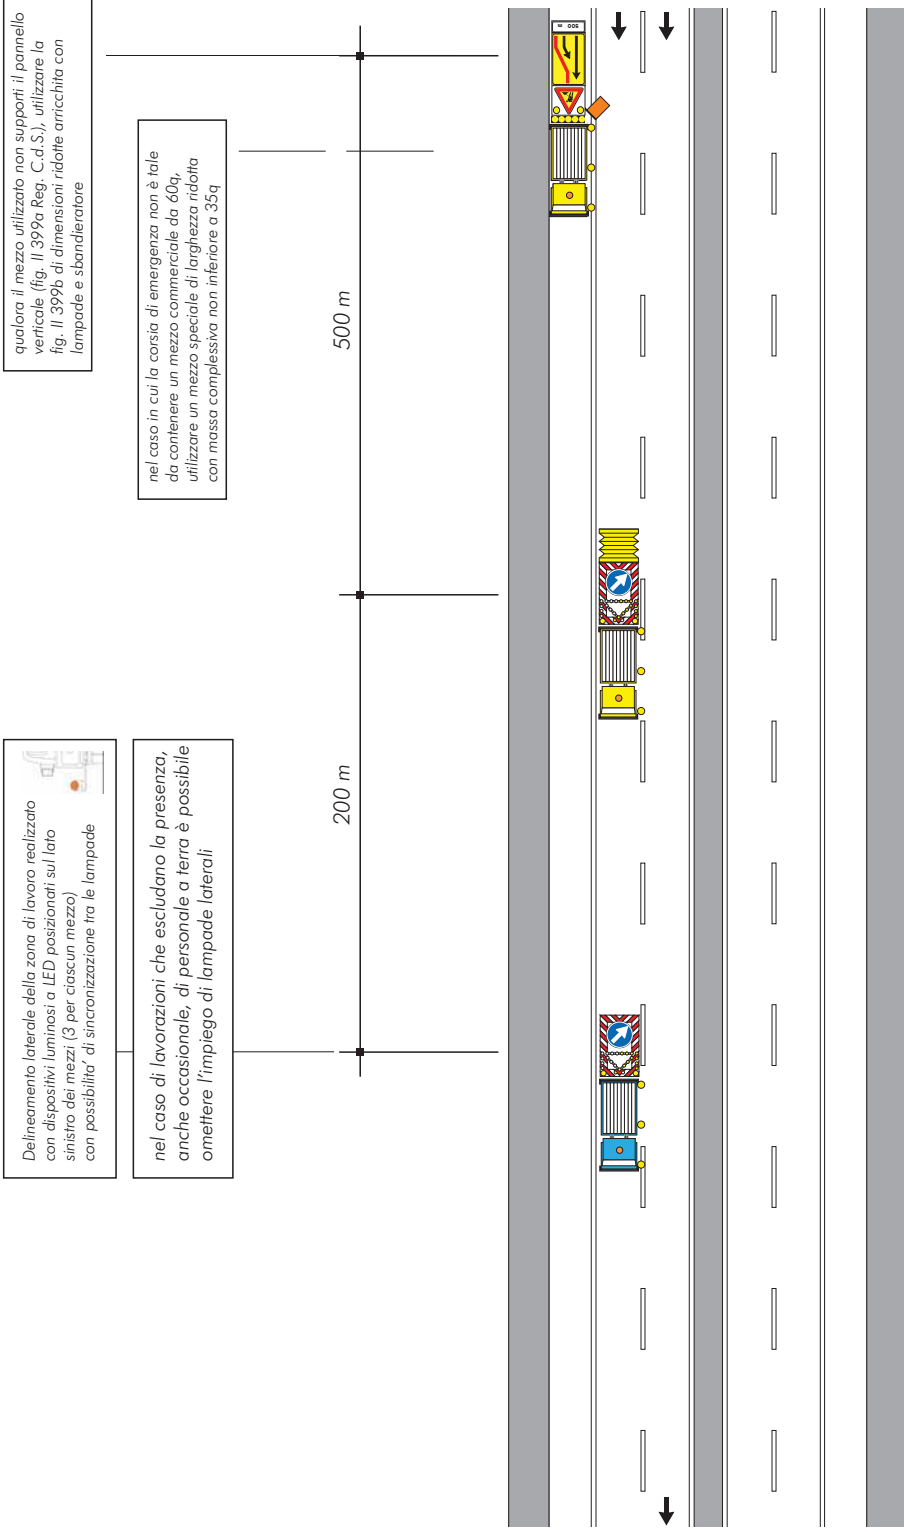 qualora il mezzo utilizzato non supporti il pannello
verticale (fig. II 399a Reg. C.d.S.), utilizzare la
fig. II 399b di dimensioni ridotte arricchita con
lampade e sbandieratore
nel caso in cui la corsia di emergenza non è tale
da contenere un mezzo commerciale da 60q,
utilizzare un mezzo speciale di larghezza ridotta
con massa complessiva non inferiore a 35q
500 m
500 m
200 m
Delineamento laterale della zona di lavoro realizzato
con dispositivi luminosi a LED posizionati sul lato
sinistro dei mezzi (3 per ciascun mezzo)
con possibilita' di sincronizzazione tra le lampade
nel caso di lavorazioni che escludano la presenza,
anche occasionale, di personale a terra è possibile
omettere l'impiego di lampade laterali